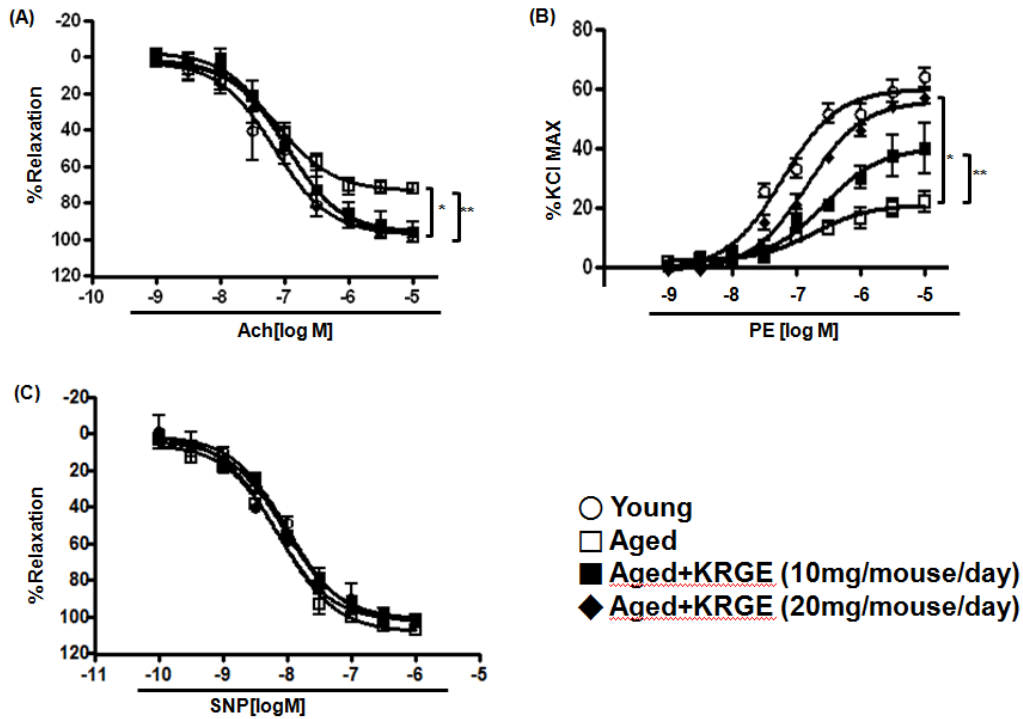 (A)
-20
0
20
40
60
80
100
120
%Relaxation
-10 -9 -8 -7 -6 -5
Ach[log M]
* **
(B)
80
60
40
20
0
%KCl MAX
-9 -8 -7 -6 -5
PE [log M]
* **
(C)
-20
0
20
40
60
80
100
120
%Relaxation
-11 -10 -9 -8 -7 -6 -5
SNP[logM]
Young
Aged
Aged+KRGE (10mg/mouse/day)
Aged+KRGE (20mg/mouse/day)